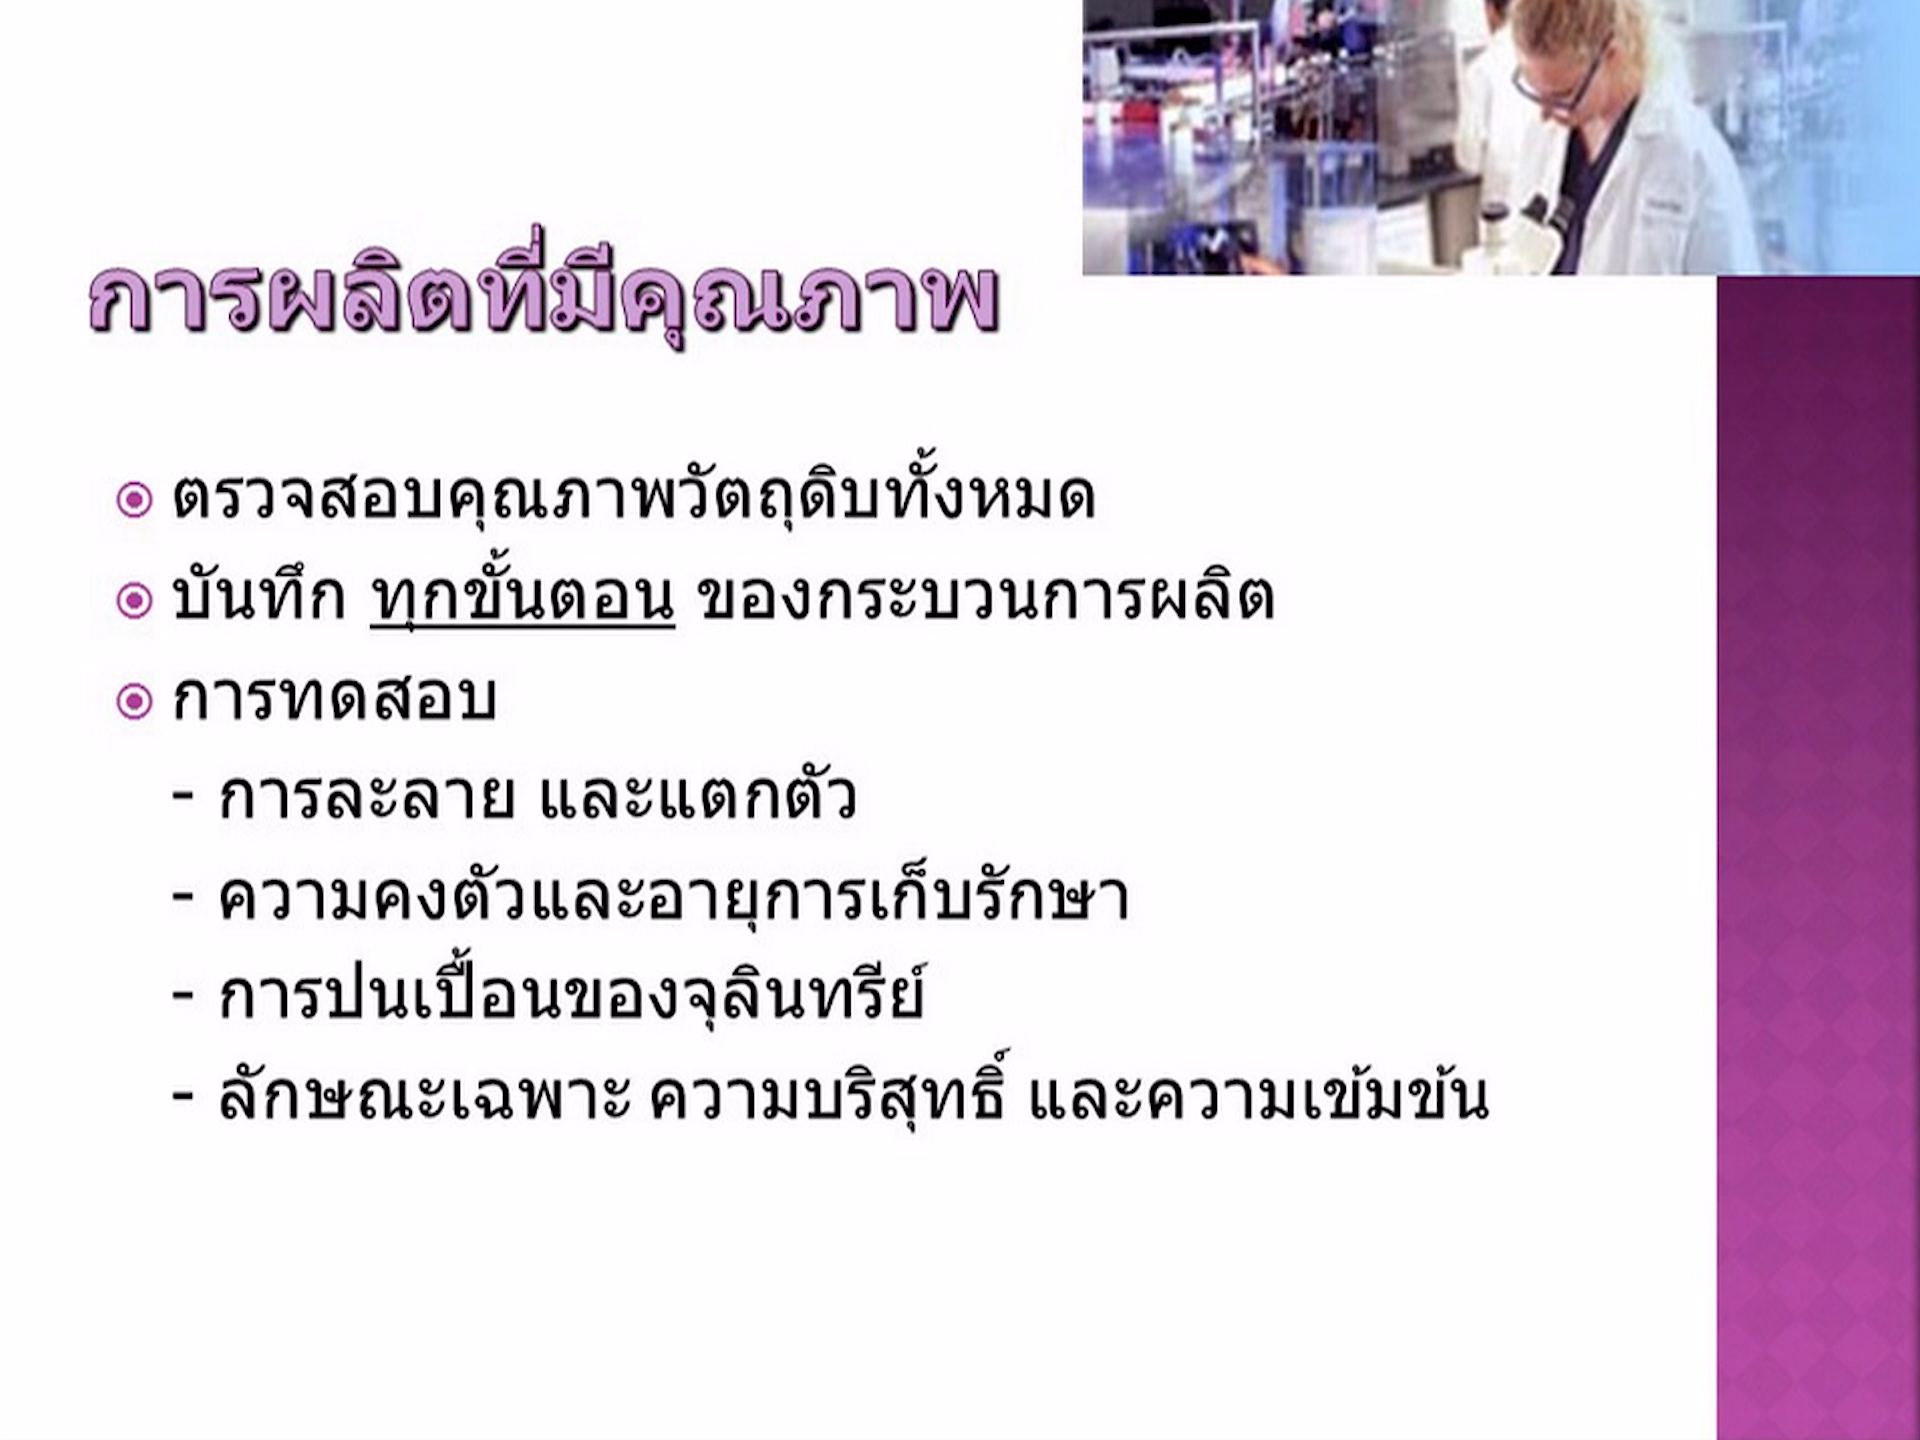 การผลิตที่มีคุณภาพ
ตรวจสอบคุณภาพวัตถุดิบทั้งหมด
บันทึก ทุกขั้นตอน ของกระบวนการผลิต
การทดสอบ
- การละลาย และแตกตัว
- ความคงตัวและอายุการเก็บรักษา
- การปนเปื้อนของจุลินทรีย์
- ลักษณะเฉพาะ ความบริสุทธิ์ และความเข้มข้น